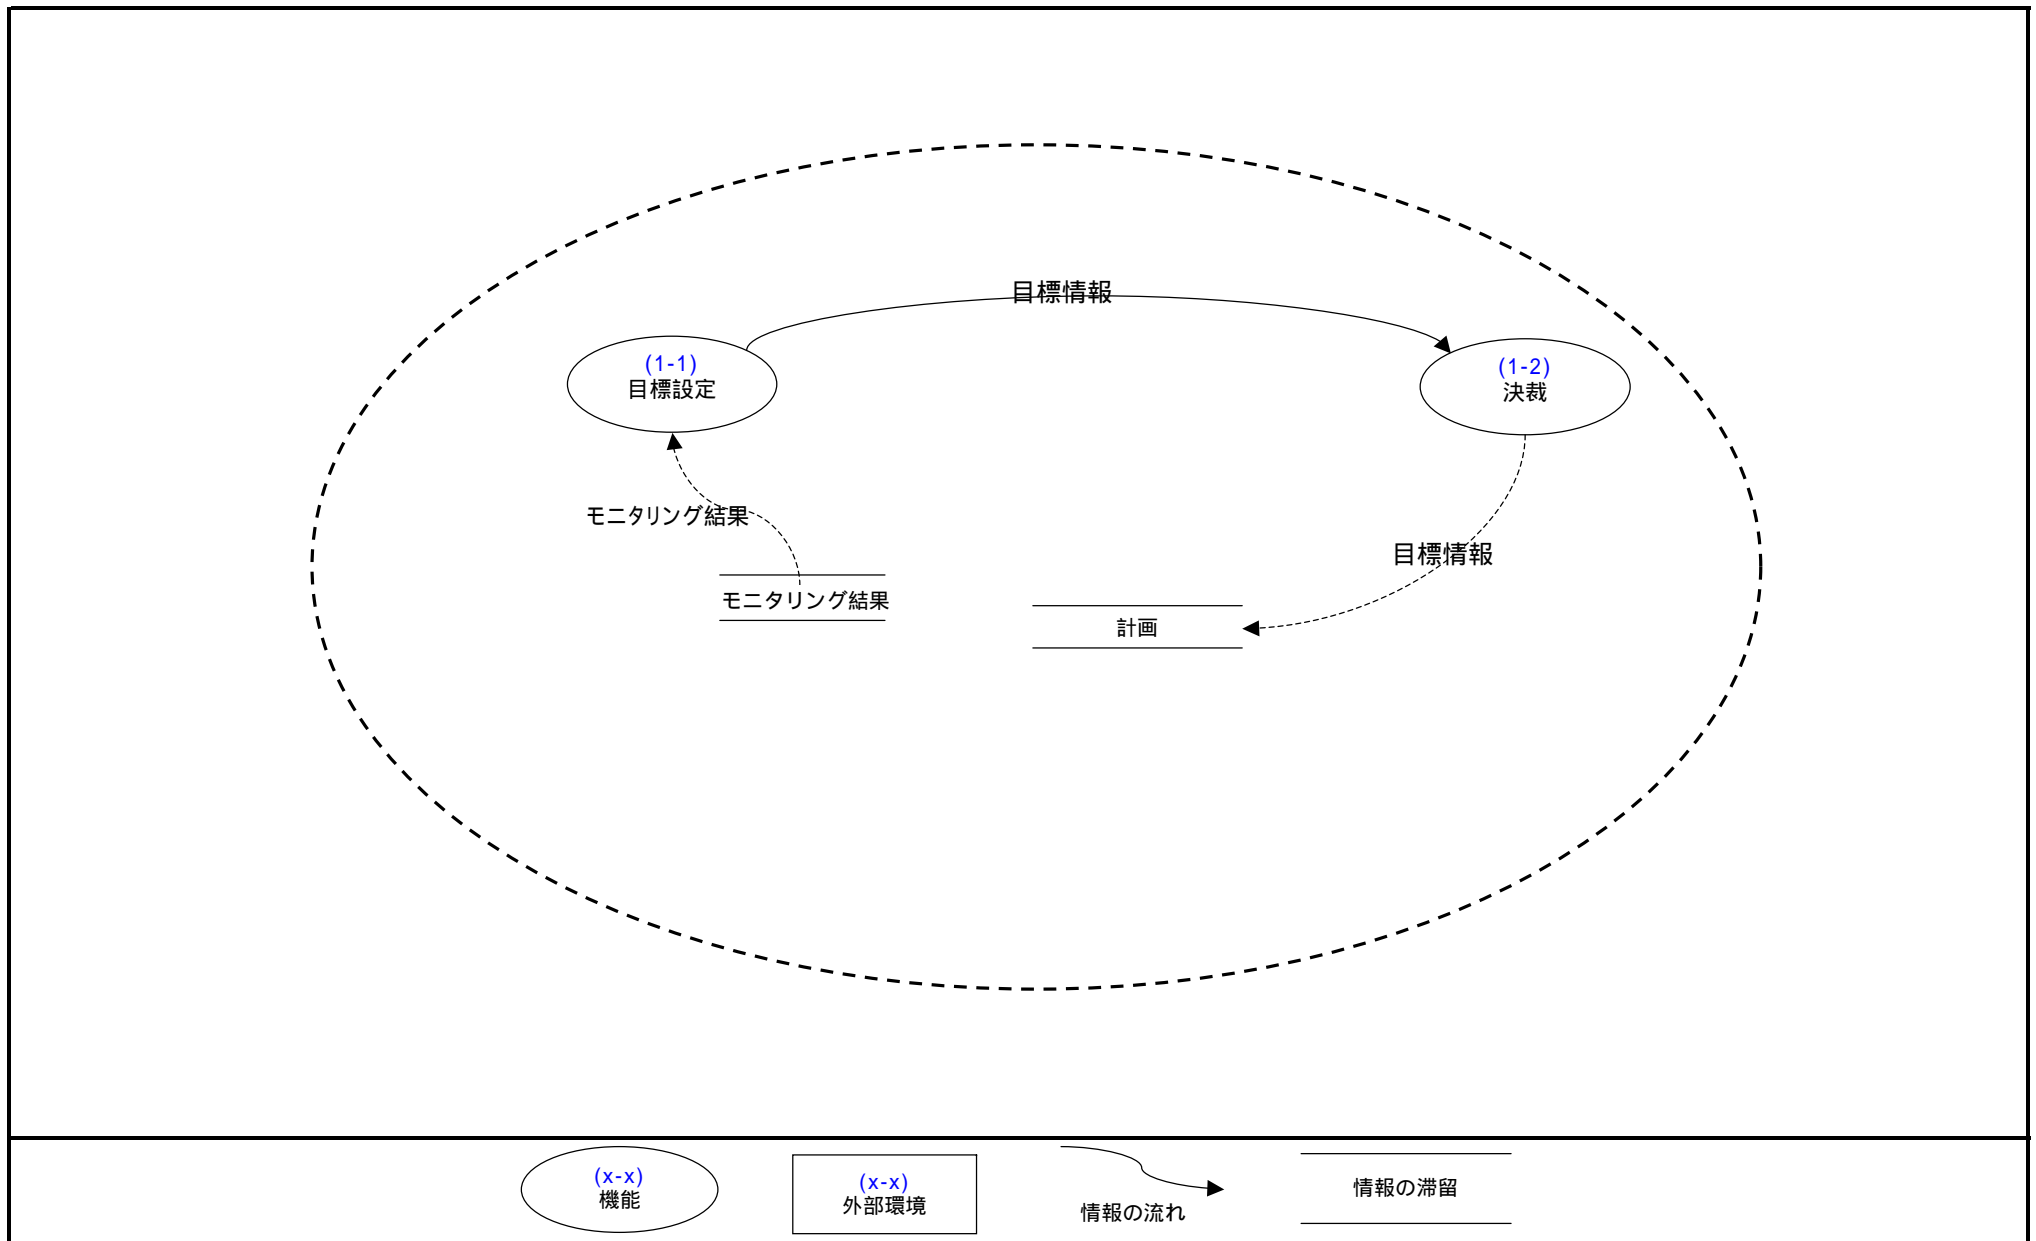 目標情報
(1-1)
目標設定
(1-2)
決裁
モニタリング結果
目標情報
モニタリング結果
計画
(x-x)
機能
(x-x)
外部環境
情報の流れ
情報の滞留